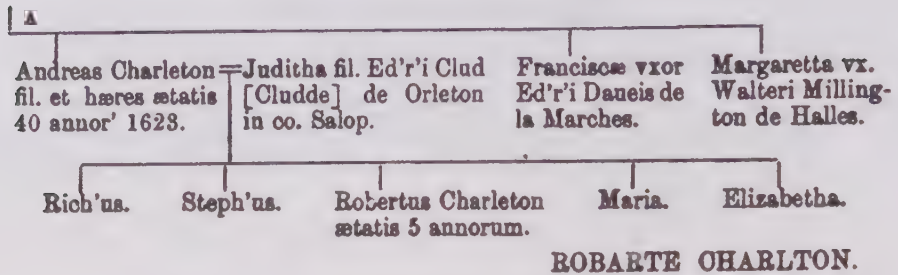 A
Andreas Charleton=Juditha fil. Ed'r'i Clud
fil. et hæres ætatis [Cludde] de Orleton
40 annor' 1623. in co. Salop.
Franciscæ vxor
Ed'r'i Daneis de
la Marches.
Margaretta vx.
Walteri Milling-
ton de Halles.
Rich'us. Steph'us. Robertus Charleton Maria. Elizabetha.
ætatis 5 annorum.
ROBARTE CHARLTON.